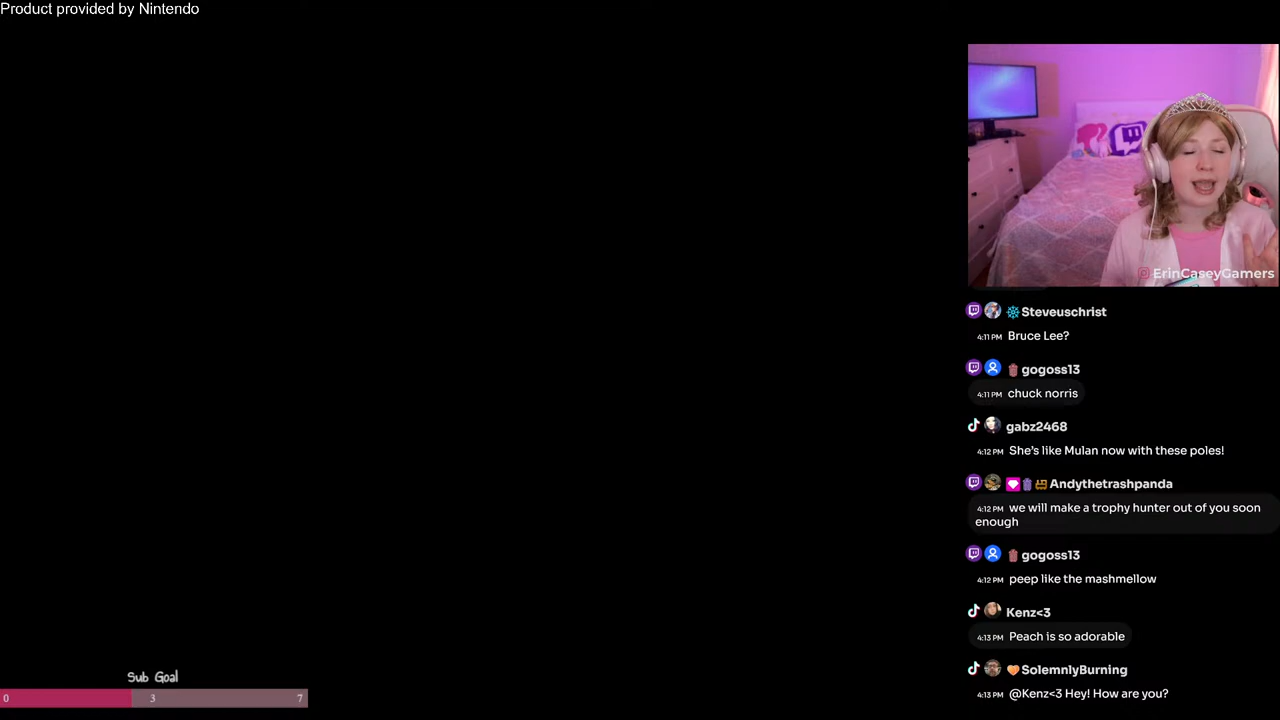 Product provided by Nintendo
ErinCaseyGamers
Steveuschrist
4:11 PM Bruce Lee?
gogoss13
4:11 PM chuck norris
gabz2468
4:12 PM She's like Mulan now with these poles!
Andythetrashpanda
4:12 PM we will make a trophy hunter out of you soon
enough
gogoss13
4:12 PM peep like the mashmellow
Kenz<3
4:13 PM Peach is so adorable
SolemnlyBurning
4:13 PM @Kenz<3 Hey! How are you?
Sub Goal
0 3 7